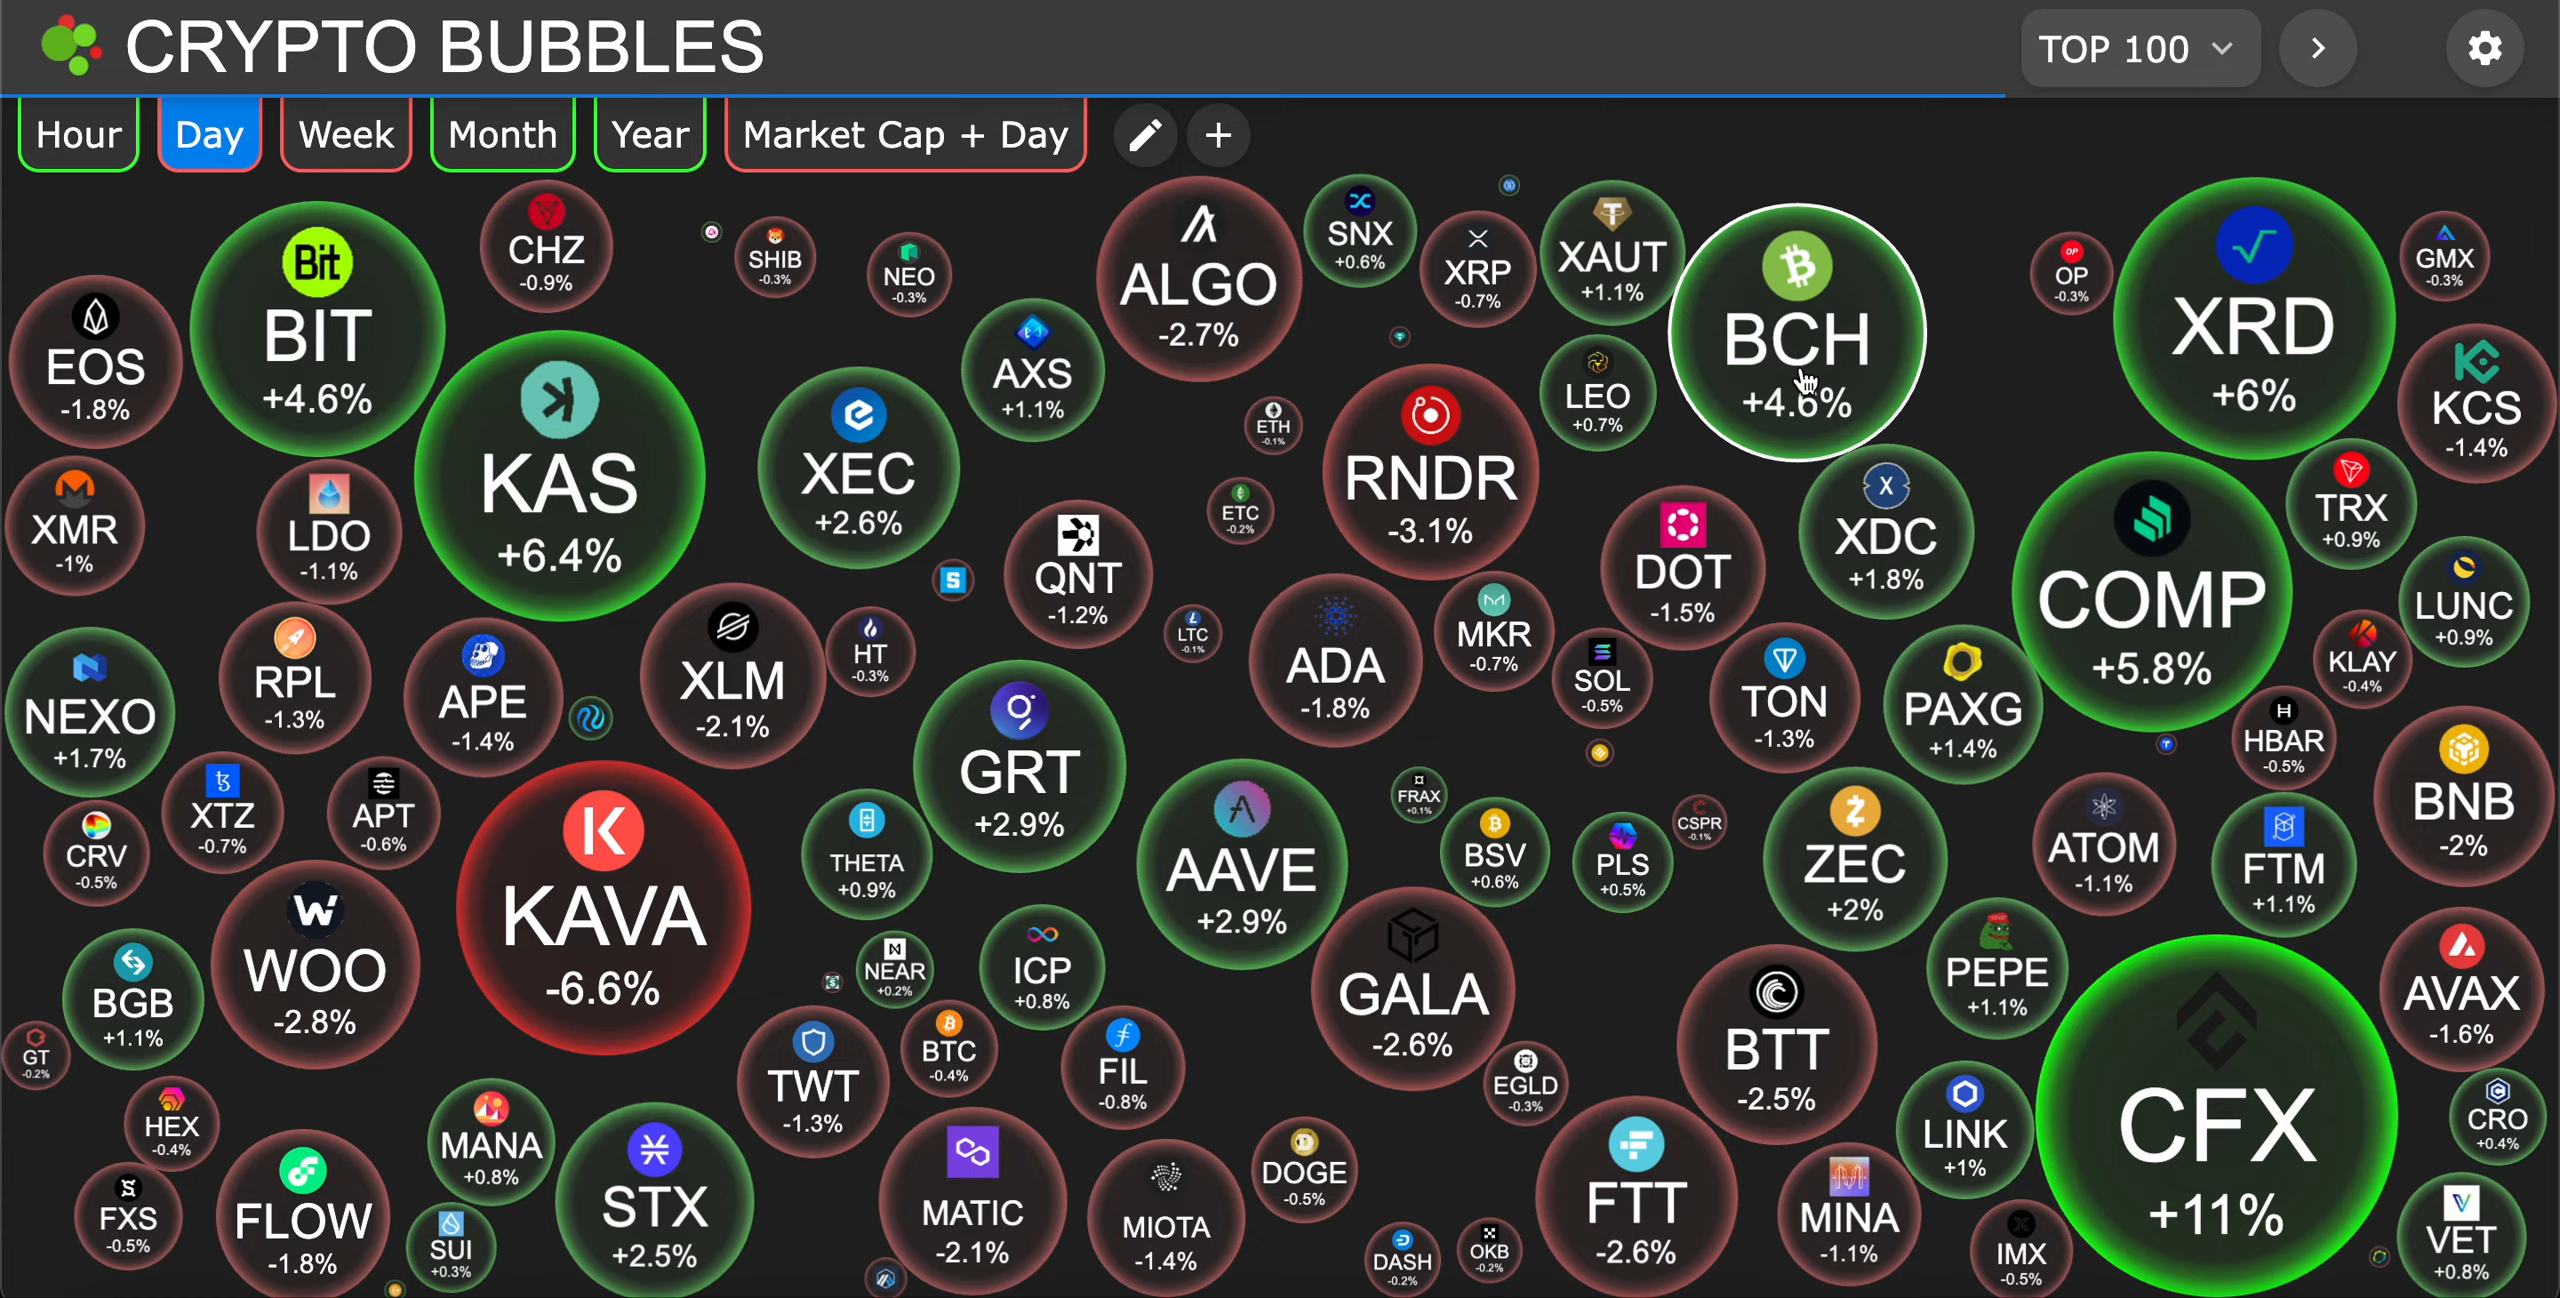 CRYPTO BUBBLES
TOP 100
Hour
Day
Week
Month
Year
Market Cap + Day
Bit
BIT
+4.6%
CHZ
-0.9%
SHIB
-0.3%
NEO
-0.3%
ALGO
-2.7%
SNX
+0.6%
XRP
-0.7%
XAUT
+1.1%
BCH
+4.6%
OP
OP
-0.3%
XRD
+6%
GMX
-0.3%
EOS
-1.8%
KAS
+6.4%
XEC
+2.6%
AXS
+1.1%
ETH
-0.1%
RNDR
-3.1%
LEO
+0.7%
KCS
-1.4%
XMR
-1%
LDO
-1.1%
QNT
-1.2%
ETC
-0.2%
DOT
-1.5%
XDC
+1.8%
COMP
+5.8%
TRX
+0.9%
LUNC
+0.9%
NEXO
+1.7%
RPL
-1.3%
APE
-1.4%
XLM
-2.1%
HT
-0.3%
LTC
-0.1%
ADA
-1.8%
MKR
-0.7%
SOL
-0.5%
TON
-1.3%
PAXG
+1.4%
KLAY
-0.4%
HBAR
-0.5%
BNB
-2%
CRV
-0.5%
XTZ
-0.7%
APT
-0.6%
KAVA
-6.6%
THETA
+0.9%
GRT
+2.9%
AAVE
+2.9%
FRAX
+0.1%
BSV
+0.6%
PLS
+0.5%
CSPR
-0.1%
ZEC
+2%
ATOM
-1.1%
FTM
+1.1%
BGB
+1.1%
WOO
-2.8%
NEAR
+0.2%
ICP
+0.8%
GALA
-2.6%
PEPE
+1.1%
AVAX
-1.6%
GT
-0.2%
TWT
-1.3%
BTC
-0.4%
FIL
-0.8%
EGLD
-0.3%
BTT
-2.5%
LINK
+1%
CFX
+11%
CRO
+0.4%
HEX
-0.4%
MANA
+0.8%
STX
+2.5%
MATIC
-2.1%
MIOTA
-1.4%
DOGE
-0.5%
FTT
-2.6%
MINA
-1.1%
FXS
-0.5%
FLOW
-1.8%
SUI
+0.3%
DASH
-0.2%
OKB
-0.2%
IMX
-0.5%
VET
+0.8%